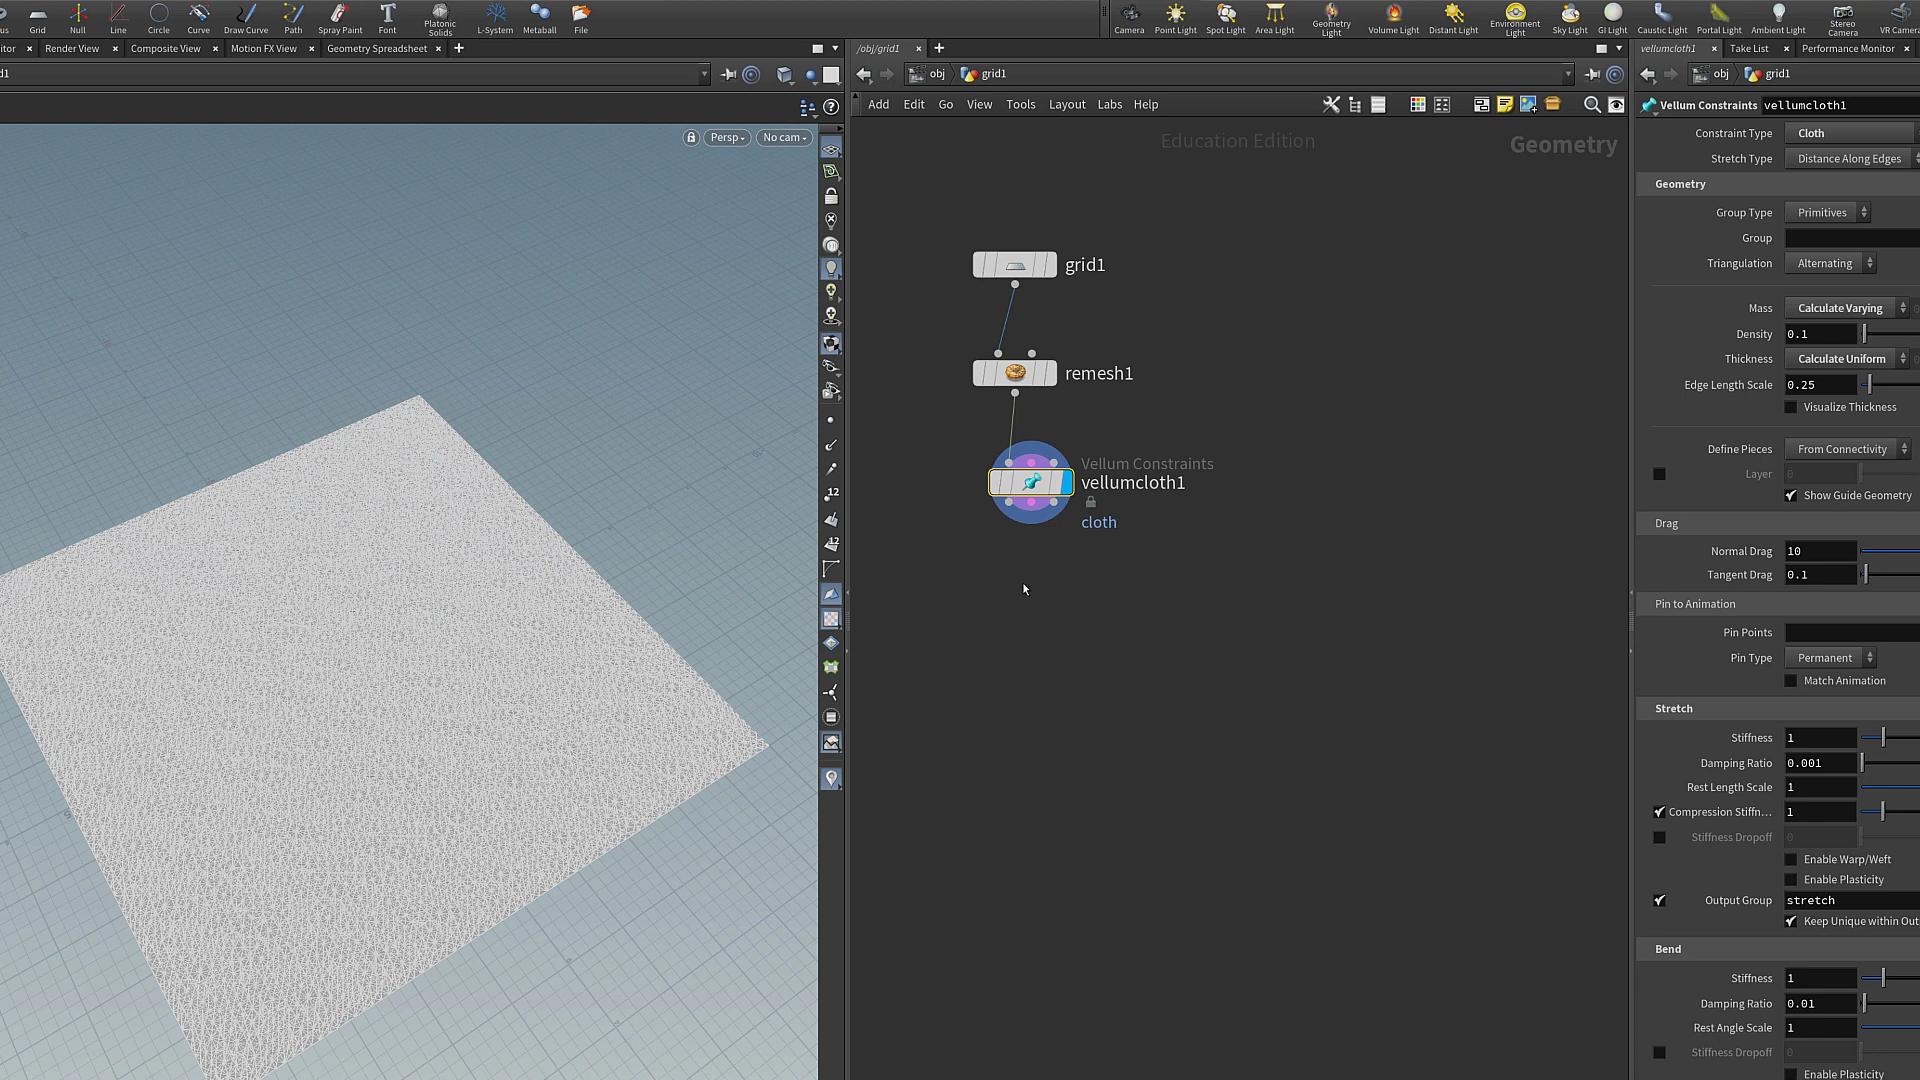 us Grid Null Line Circle Curve Draw Curve Path Spray Paint Font Platonic Solids L-System Metaball File
Camera Point Light Spot Light Area Light Geometry Light Volume Light Distant Light Environment Light Sky Light GI Light Caustic Light Portal Light Ambient Light Stereo Camera VR Camera
itor × Render View × Composite View × Motion FX View × Geometry Spreadsheet × +
/obj/grid1 × +
vellumcloth1 × Take List × Performance Monitor ×
d1
obj grid1
obj grid1
Add Edit Go View Tools Layout Labs Help
Vellum Constraints vellumcloth1
Persp No cam
Education Edition
Geometry
12
12
grid1
remesh1
Vellum Constraints
vellumcloth1
cloth
Constraint Type Cloth
Stretch Type Distance Along Edges
Geometry
Group Type Primitives
Group
Triangulation Alternating
Mass Calculate Varying
Density 0.1
Thickness Calculate Uniform
Edge Length Scale 0.25
Visualize Thickness
Define Pieces From Connectivity
Layer 0
Show Guide Geometry
Drag
Normal Drag 10
Tangent Drag 0.1
Pin to Animation
Pin Points
Pin Type Permanent
Match Animation
Stretch
Stiffness 1
Damping Ratio 0.001
Rest Length Scale 1
Compression Stiffn... 1
Stiffness Dropoff 0
Enable Warp/Weft
Enable Plasticity
Output Group stretch
Keep Unique within Out
Bend
Stiffness 1
Damping Ratio 0.01
Rest Angle Scale 1
Stiffness Dropoff 0
Enable Plasticity